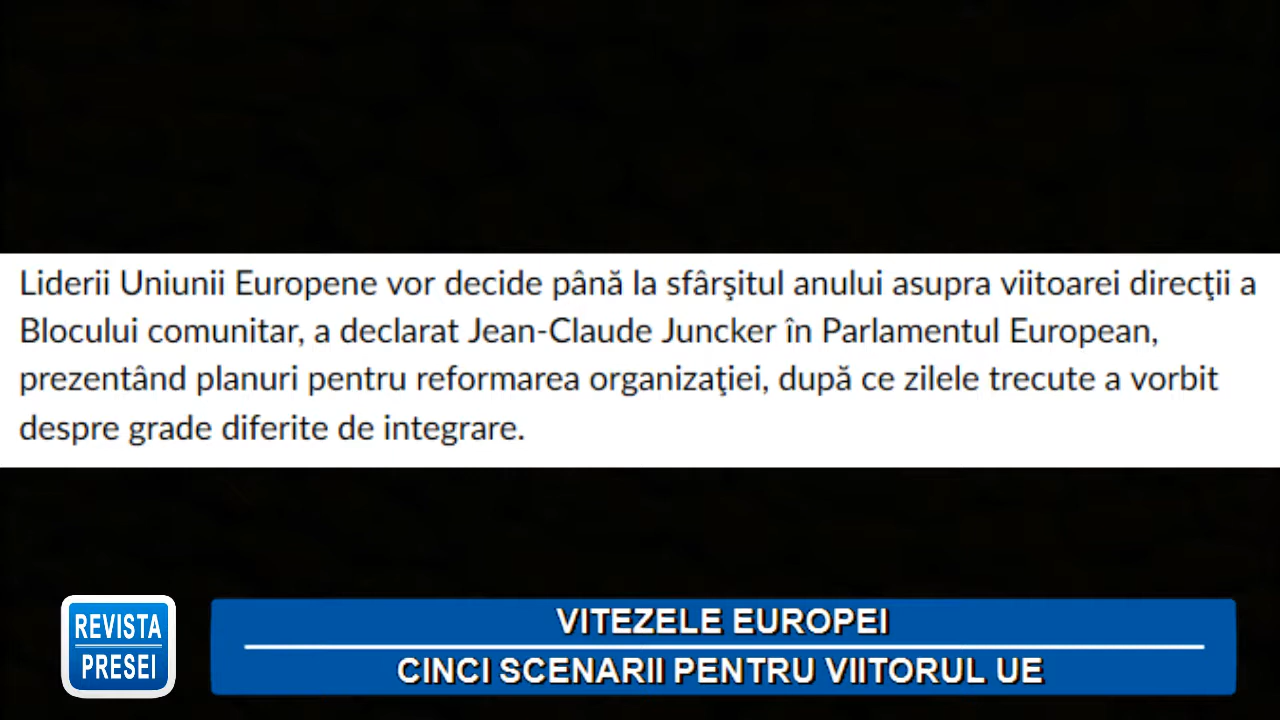 Liderii Uniunii Europene vor decide până la sfârşitul anului asupra viitoarei direcţii a
Blocului comunitar, a declarat Jean-Claude Juncker în Parlamentul European,
prezentând planuri pentru reformarea organizaţiei, după ce zilele trecute a vorbit
despre grade diferite de integrare.
REVISTA
PRESEI
VITEZELE EUROPEI
CINCI SCENARII PENTRU VIITORUL UE